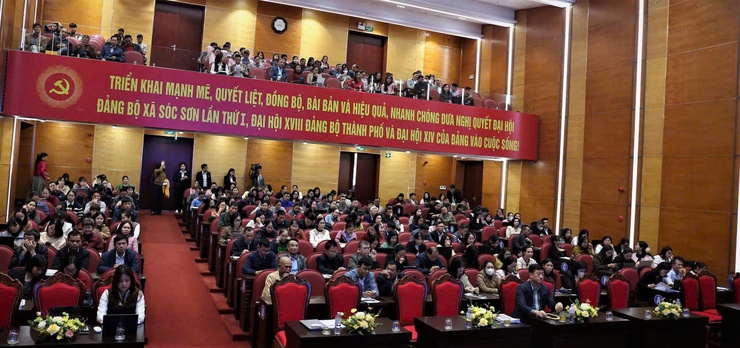 TRIỂN KHAI MẠNH MẼ, QUYẾT LIỆT, ĐỒNG BỘ, BÀI BẢN VÀ HIỆU QUẢ, NHANH CHÓNG ĐƯA NGHỊ QUYẾT ĐẠI HỘI
ĐẢNG BỘ XÃ SÓC SƠN LẦN THỨ I, ĐẠI HỘI XVIII ĐẢNG BỘ THÀNH PHỐ VÀ ĐẠI HỘI XIV CỦA ĐẢNG VÀO CUỘC SỐNG!